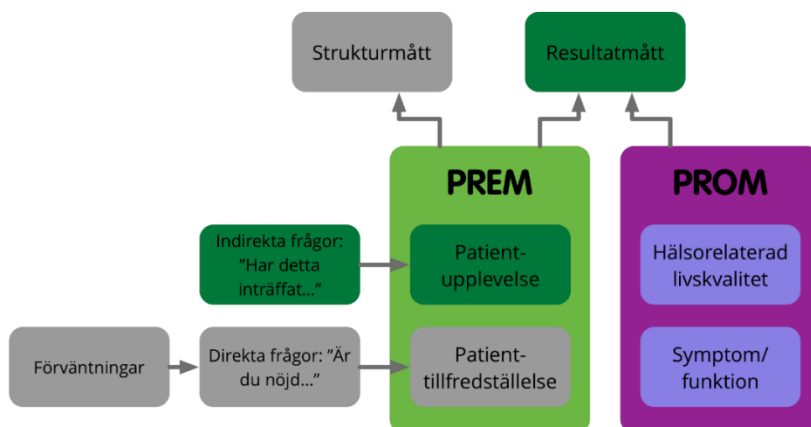 Strukturmått
Resultatmått
PREM
PROM
Indirekta frågor:
"Har detta
inträffat..."
Patient-
upplevelse
Hälsorelaterad
livskvalitet
Förväntningar
Direkta frågor: "Är
du nöjd..."
Patient-
tillfredställelse
Symptom/
funktion